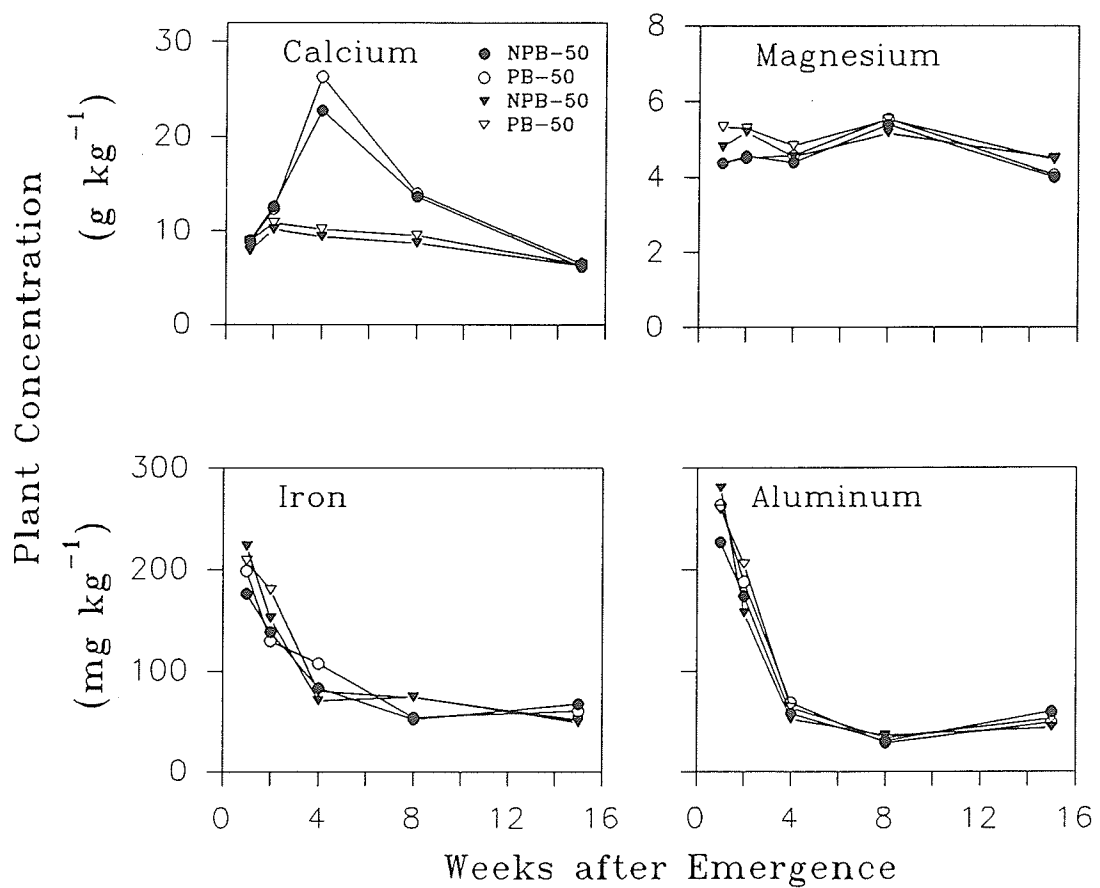 Plant Concentration
(g kg⁻¹)
(mg kg⁻¹)
Calcium
NPB-50
PB-50
NPB-50
PB-50
30
20
10
0
Magnesium
8
6
4
2
0
Iron
300
200
100
0
0 4 8 12 16
Aluminum
0 4 8 12 16
Weeks after Emergence